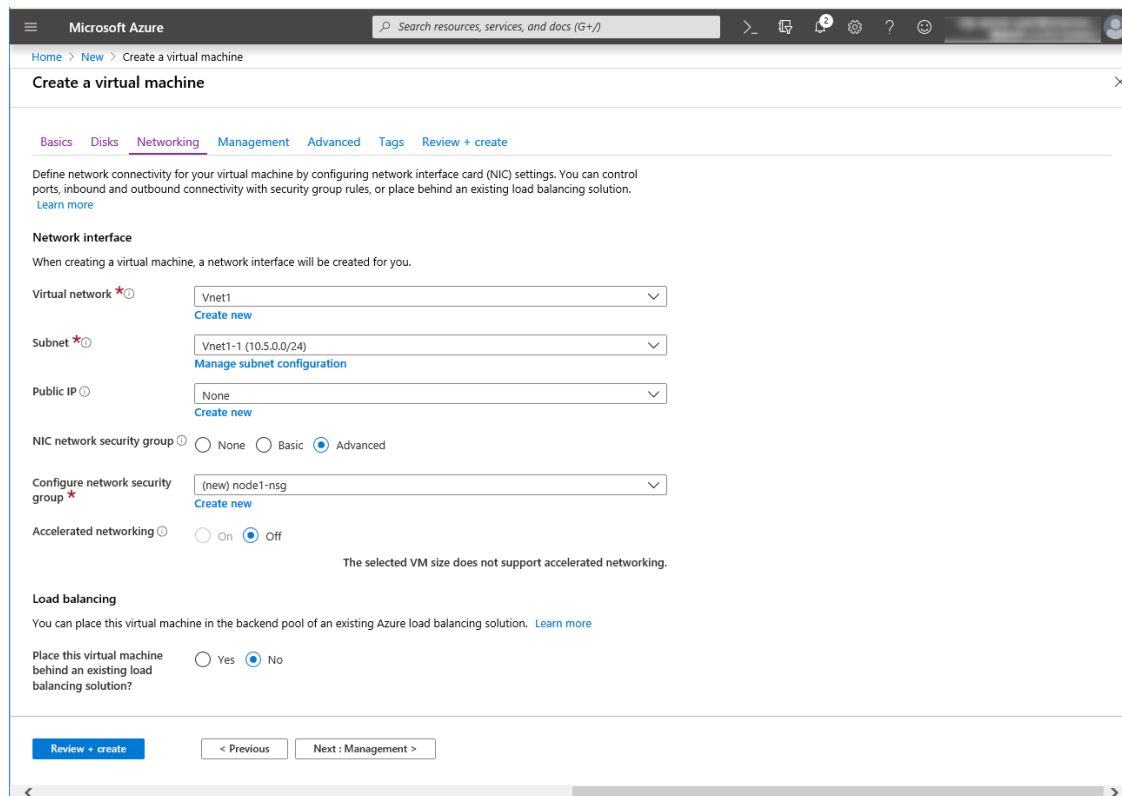 Microsoft Azure
Search resources, services, and docs (G+/)
2
Home > New > Create a virtual machine
Create a virtual machine
Basics Disks Networking Management Advanced Tags Review + create
Define network connectivity for your virtual machine by configuring network interface card (NIC) settings. You can control
ports, inbound and outbound connectivity with security group rules, or place behind an existing load balancing solution.
Learn more
Network interface
When creating a virtual machine, a network interface will be created for you.
Virtual network *
Vnet1
Create new
Subnet *
Vnet1-1 (10.5.0.0/24)
Manage subnet configuration
Public IP
None
Create new
NIC network security group
None Basic Advanced
Configure network security
group *
(new) node1-nsg
Create new
Accelerated networking
On Off
The selected VM size does not support accelerated networking.
Load balancing
You can place this virtual machine in the backend pool of an existing Azure load balancing solution. Learn more
Place this virtual machine
behind an existing load
balancing solution?
Yes No
Review + create
< Previous
Next : Management >